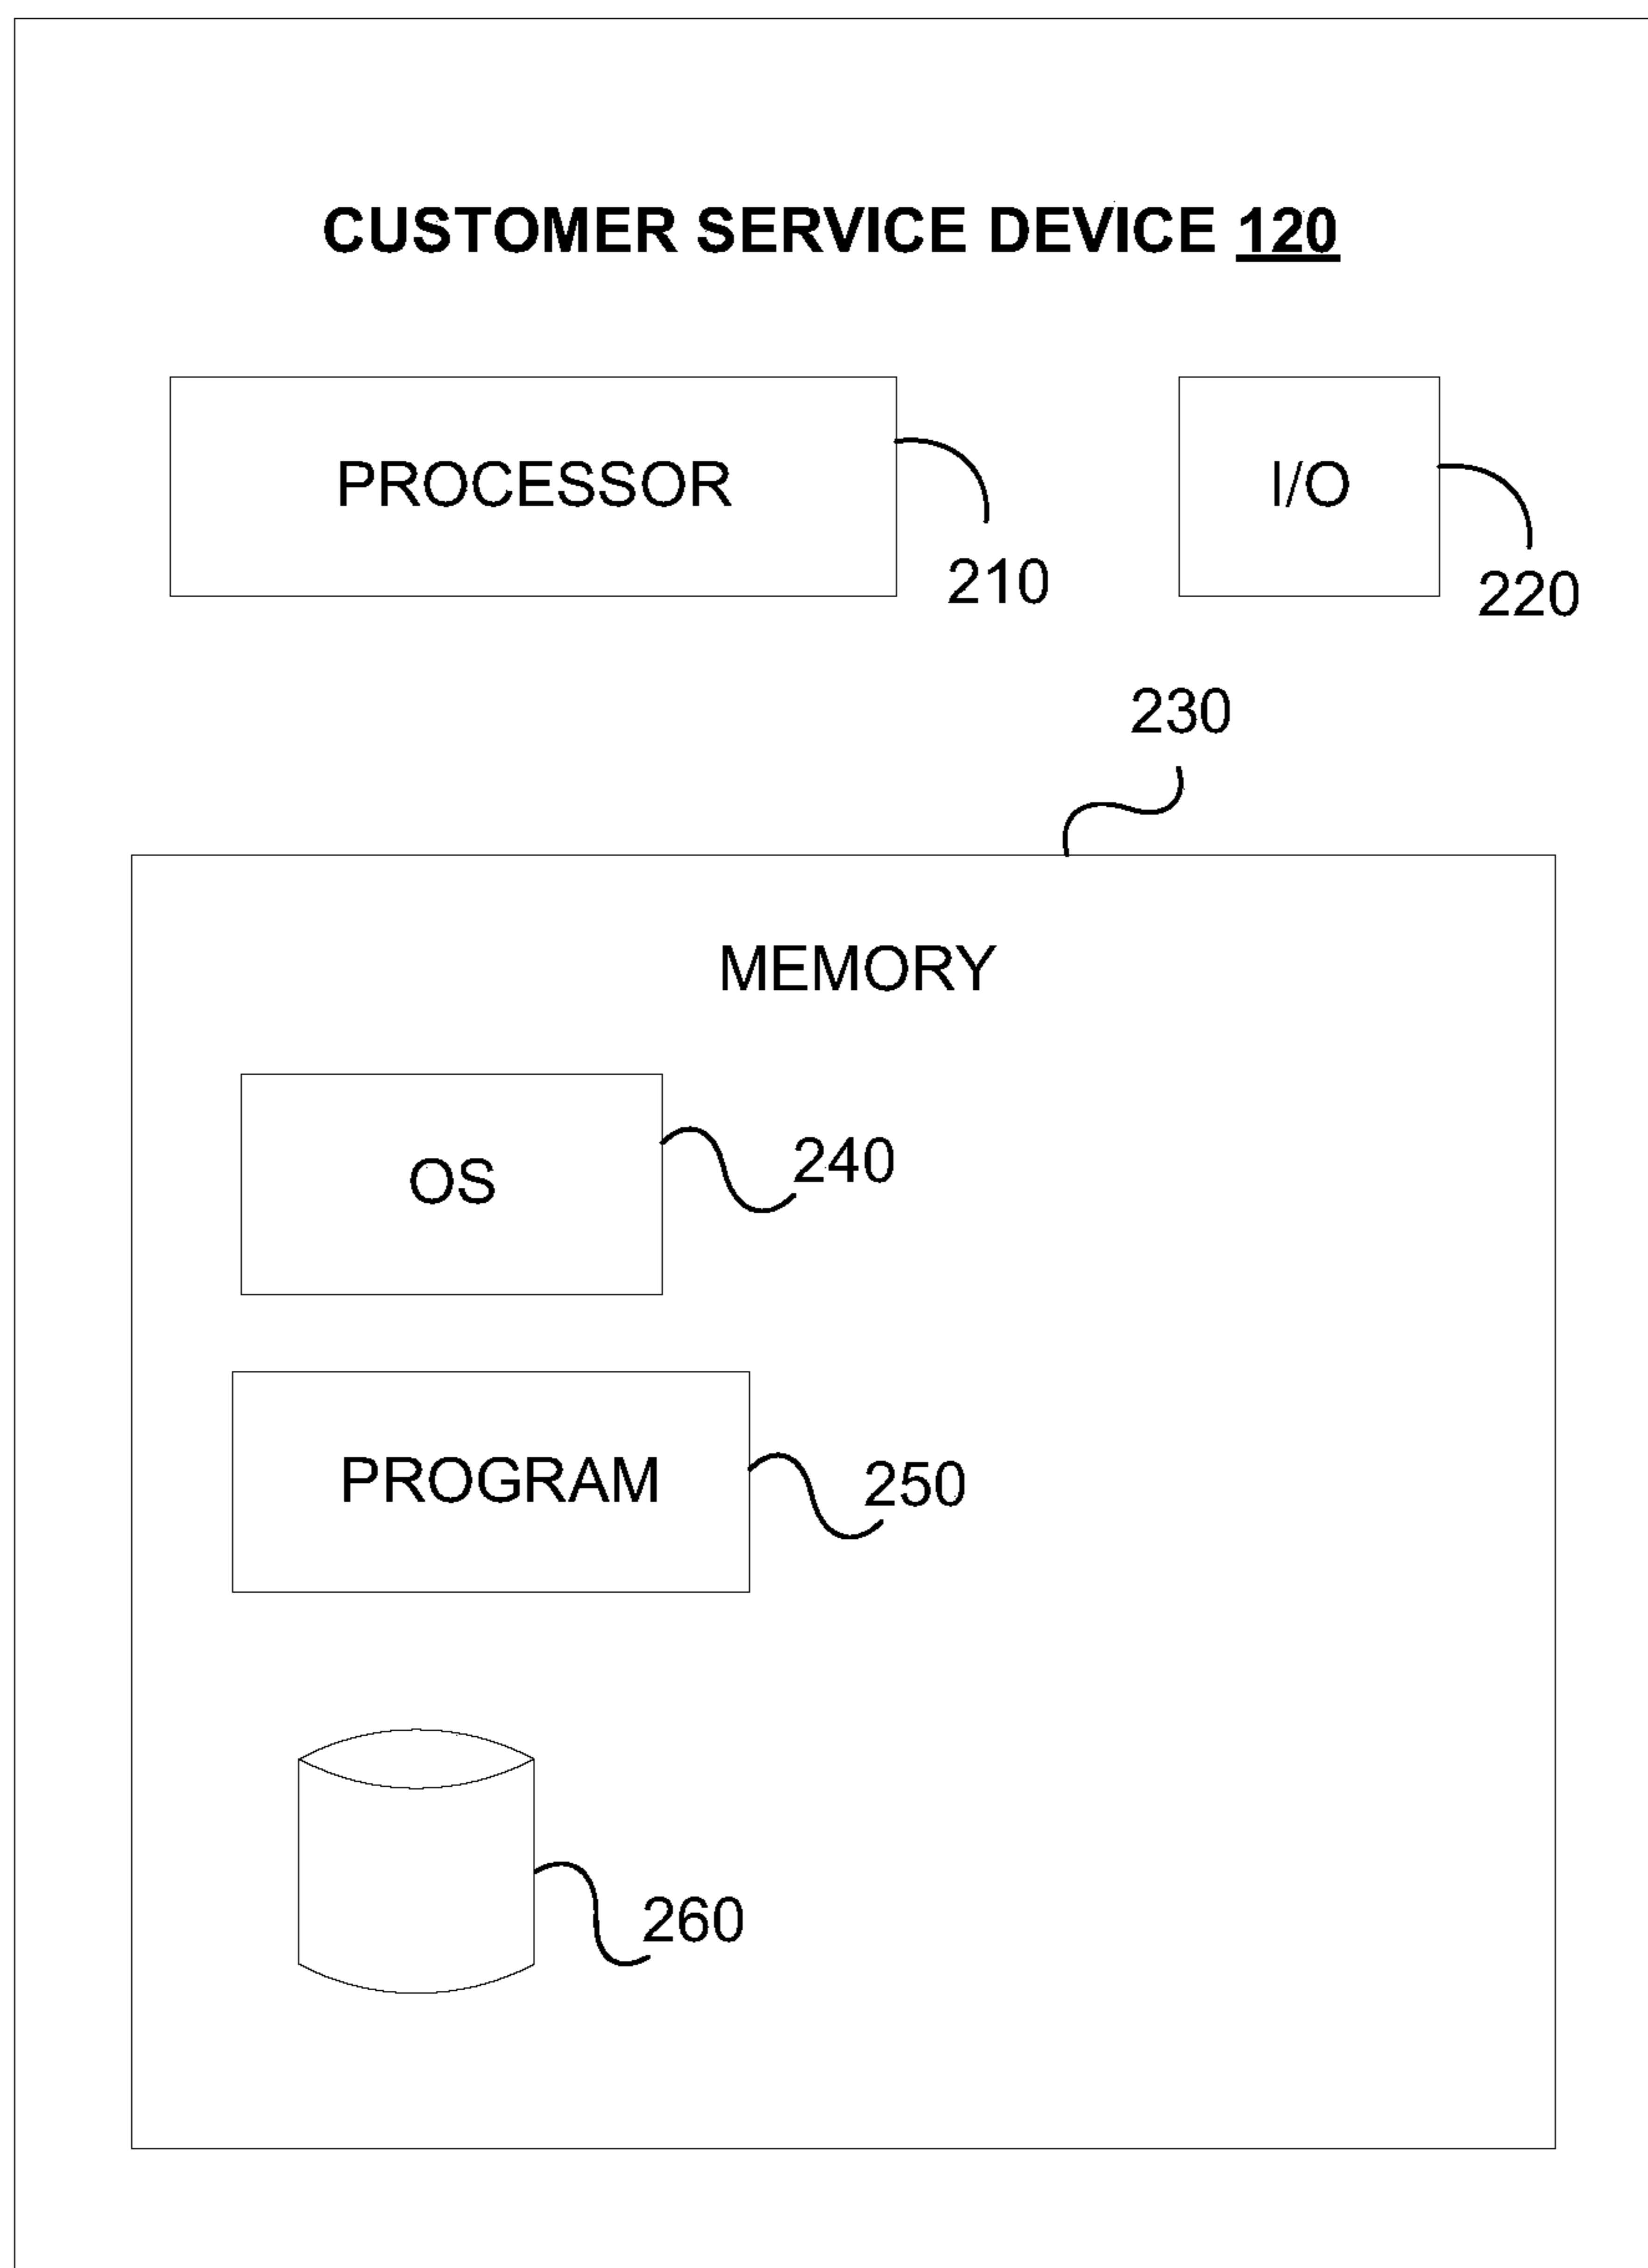 CUSTOMER SERVICE DEVICE 120
PROCESSOR
I/O
210
220
230
MEMORY
OS
240
PROGRAM
250
260